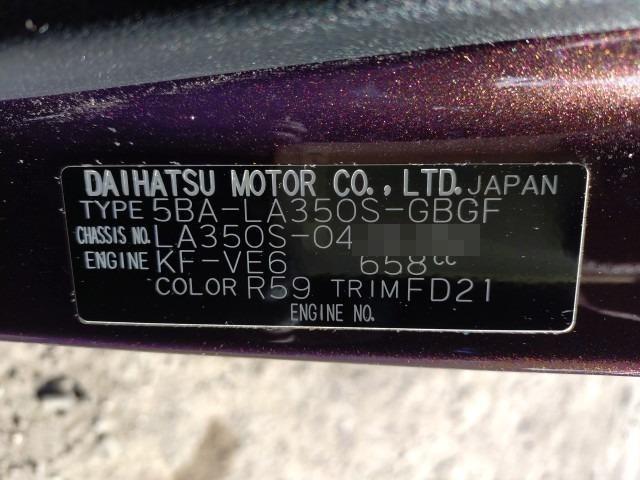 DAIHATSU MOTOR CO., LTD. JAPAN
TYPE 5BA-LA350S-GBGF
CHASSIS NO. LA350S-04
ENGINE KF-VE6 658cc
COLOR R59 TRIM FD21
ENGINE NO.